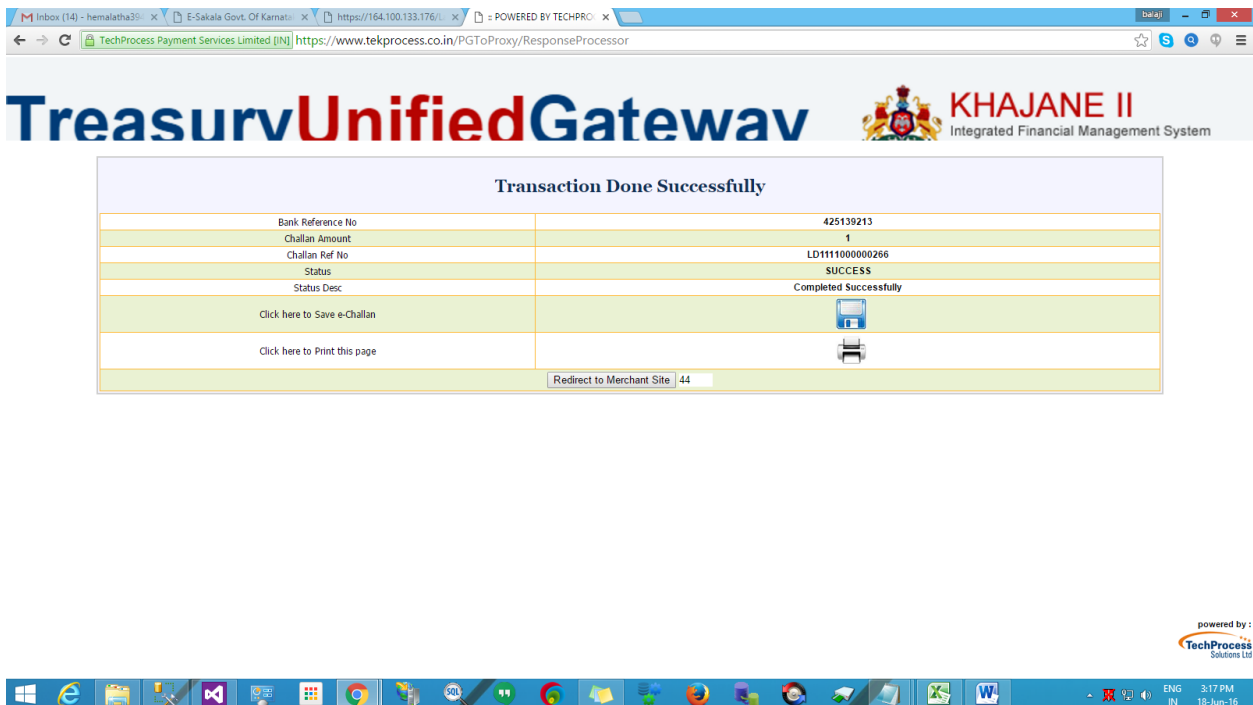 Inbox (14) - hemalatha39
E-Sakala Govt. Of Karnata
https://164.100.133.176/L
:: POWERED BY TECHPRO
balaji
TechProcess Payment Services Limited [IN] https://www.tekprocess.co.in/PGToProxy/ResponseProcessor
TreasuryUnifiedGateway
KHAJANE II
Integrated Financial Management System
Transaction Done Successfully
Bank Reference No 425139213
Challan Amount 1
Challan Ref No LD1111000000266
Status SUCCESS
Status Desc Completed Successfully
Click here to Save e-Challan
Click here to Print this page
Redirect to Merchant Site 44
powered by :
TechProcess
Solutions Ltd
SQL
ENG 3:17 PM
IN 18-Jun-16